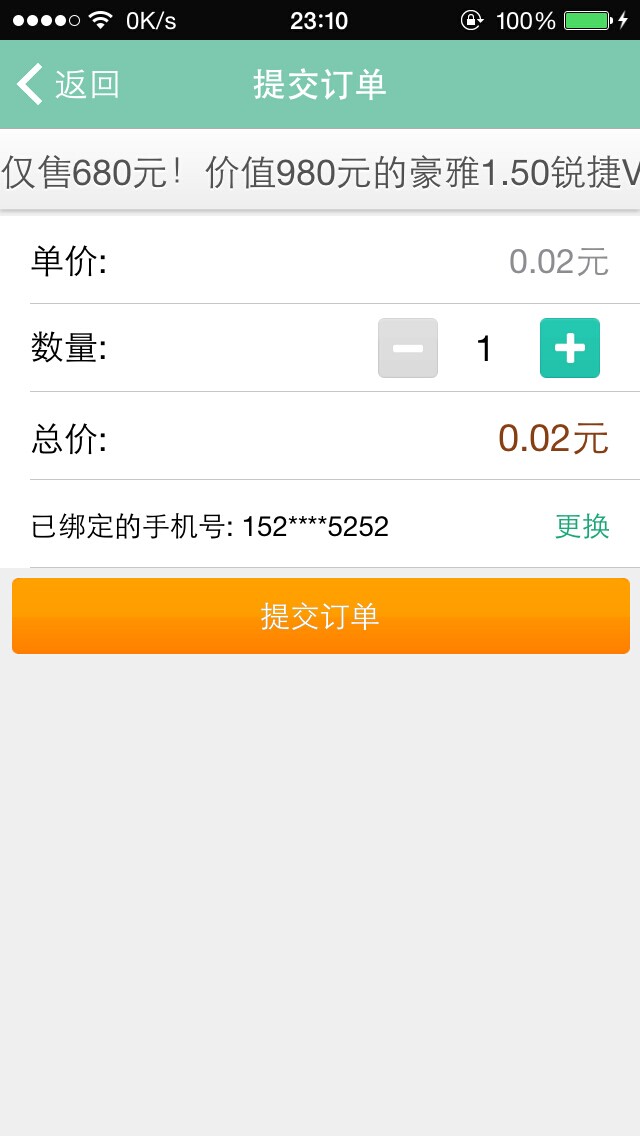 0K/s 23:10 100%
返回 提交订单
仅售680元！价值980元的豪雅1.50锐捷V
单价: 0.02元
数量: 1
总价: 0.02元
已绑定的手机号: 152****5252 更换
提交订单